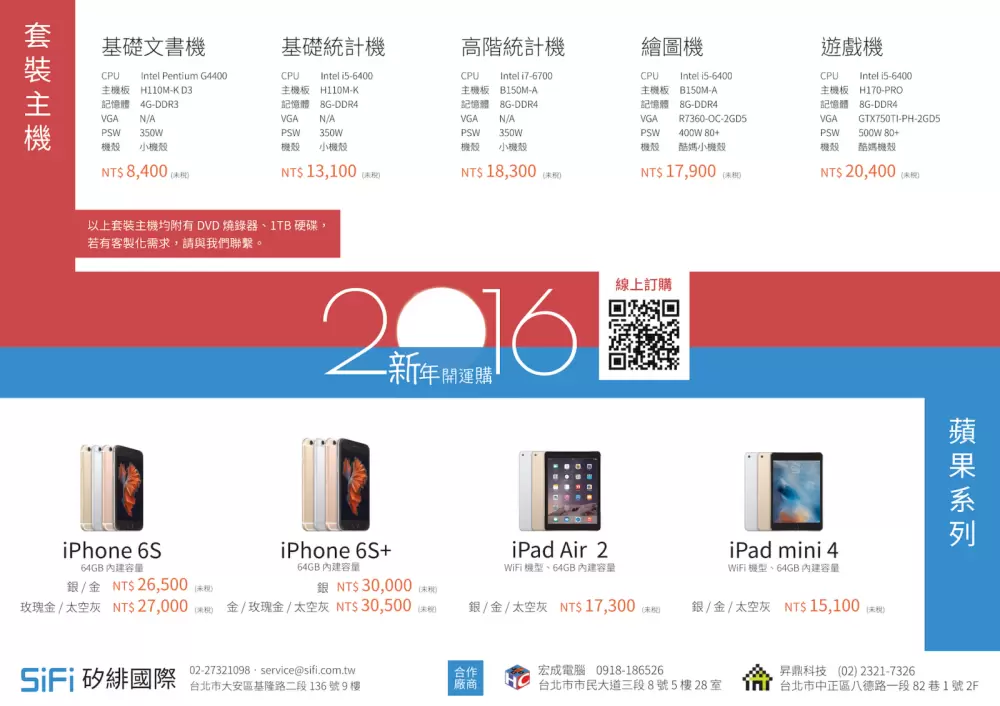 套裝主機
基礎文書機
CPU Intel Pentium G4400
主機板 H110M-K D3
記憶體 4G-DDR3
VGA N/A
PSW 350W
機殼 小機殼
NT$ 8,400 (未稅)
基礎統計機
CPU Intel i5-6400
主機板 H110M-K
記憶體 8G-DDR4
VGA N/A
PSW 350W
機殼 小機殼
NT$ 13,100 (未稅)
高階統計機
CPU Intel i7-6700
主機板 B150M-A
記憶體 8G-DDR4
VGA N/A
PSW 350W
機殼 小機殼
NT$ 18,300 (未稅)
繪圖機
CPU Intel i5-6400
主機板 B150M-A
記憶體 8G-DDR4
VGA R7360-OC-2GD5
PSW 400W 80+
機殼 酷媽小機殼
NT$ 17,900 (未稅)
遊戲機
CPU Intel i5-6400
主機板 H170-PRO
記憶體 8G-DDR4
VGA GTX750TI-PH-2GD5
PSW 500W 80+
機殼 酷媽機殼
NT$ 20,400 (未稅)
以上套裝主機均附有 DVD 燒錄器、1TB 硬碟，
若有客製化需求，請與我們聯繫。
2016
新年開運購
線上訂購
蘋果系列
iPhone 6S
64GB 內建容量
銀 / 金 NT$ 26,500 (未稅)
玫瑰金 / 太空灰 NT$ 27,000 (未稅)
iPhone 6S+
64GB 內建容量
銀 NT$ 30,000 (未稅)
金 / 玫瑰金 / 太空灰 NT$ 30,500 (未稅)
iPad Air 2
WiFi 機型、64GB 內建容量
銀 / 金 / 太空灰 NT$ 17,300 (未稅)
iPad mini 4
WiFi 機型、64GB 內建容量
銀 / 金 / 太空灰 NT$ 15,100 (未稅)
SiFi 矽緋國際
02-27321098 · service@sifi.com.tw
台北市大安區基隆路二段 136 號 9 樓
合作
廠商
宏成電腦 0918-186526
台北市市民大道三段 8 號 5 樓 28 室
昇鼎科技 (02) 2321-7326
台北市中正區八德路一段 82 巷 1 號 2F